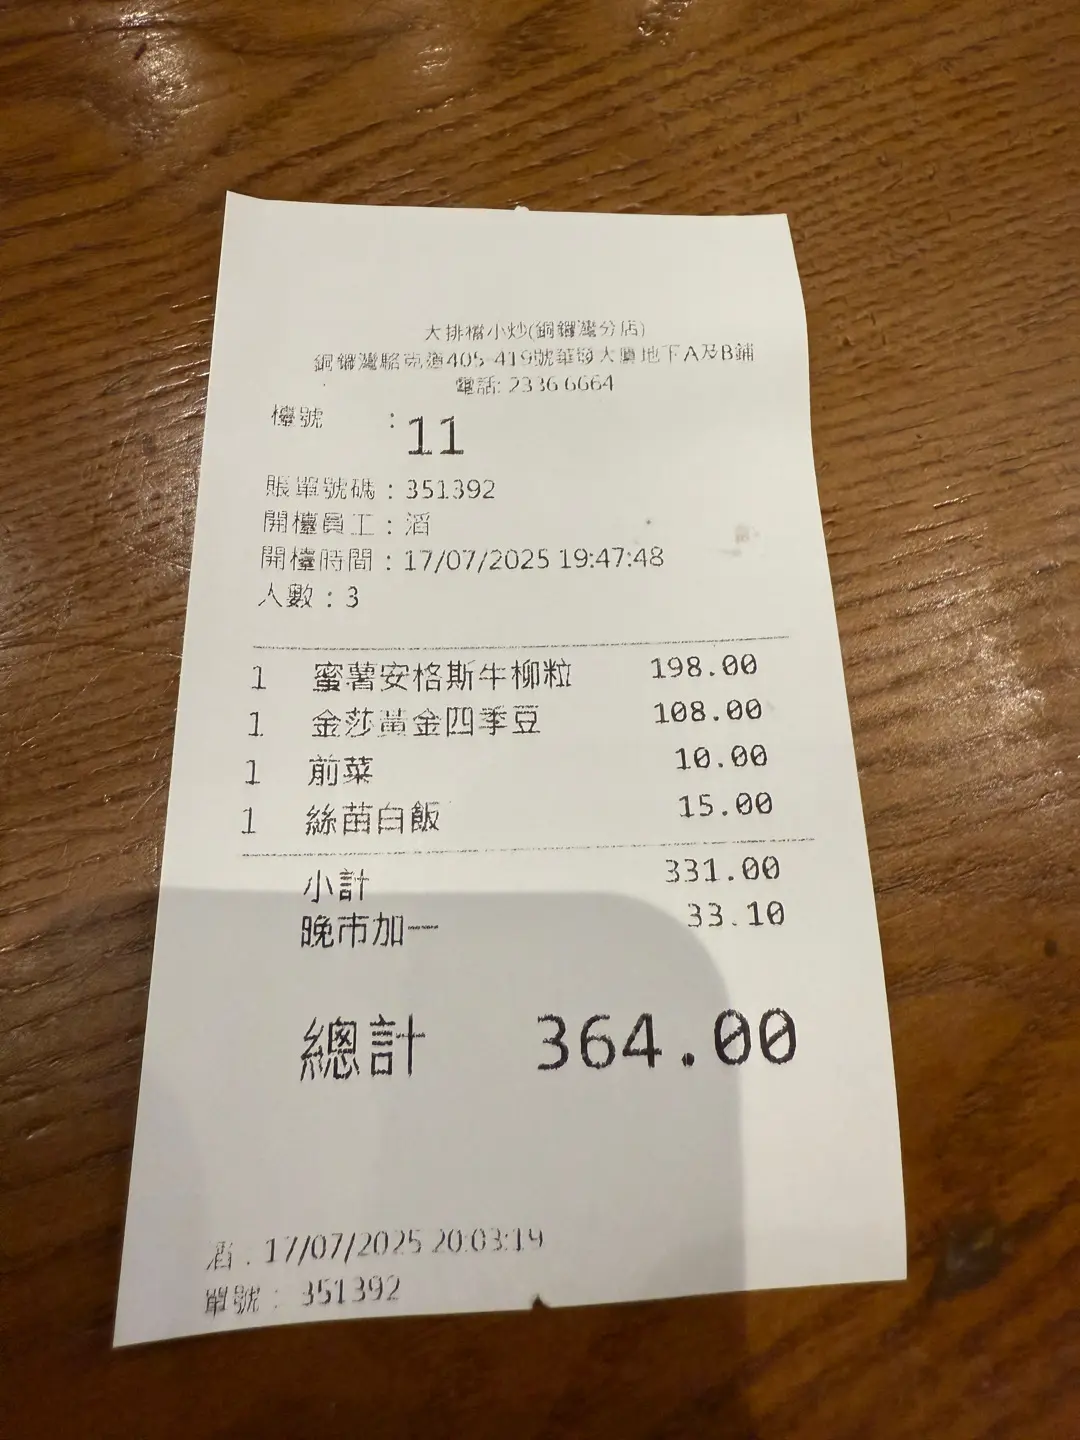 大排檔小炒(銅鑼灣分店)
銅鑼灣駱克道405-419號華發大廈地下A及B鋪
電話: 2336 6664
檯號 : 11
賬單號碼 : 351392
開檯員工 : 滔
開檯時間 : 17/07/2025 19:47:48
人數 : 3
1 蜜薯安格斯牛柳粒 198.00
1 金莎黃金四季豆 108.00
1 前菜 10.00
1 絲苗白飯 15.00
小計 331.00
晚市加一 33.10
總計 364.00
滔 : 17/07/2025 20:03:19
單號 : 351392